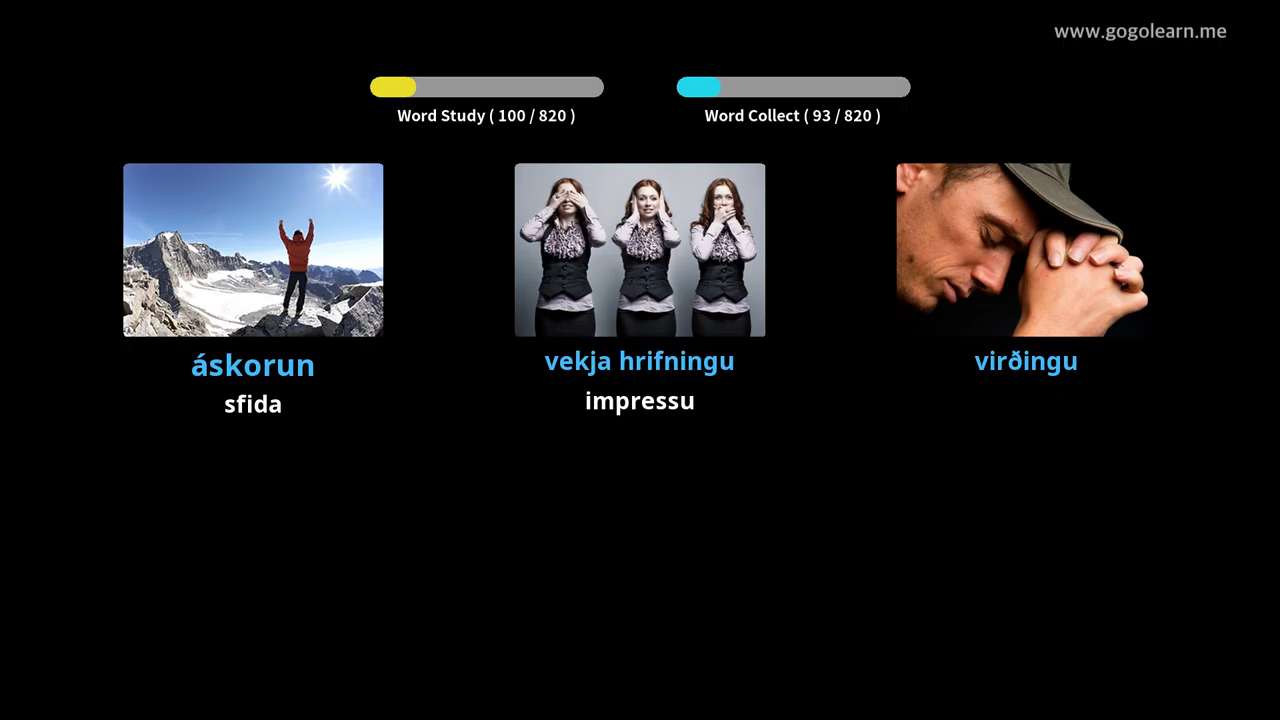 www.gogolearn.me
Word Study ( 100 / 820 )
Word Collect ( 93 / 820 )
áskorun
sfida
vekja hrifningu
impressu
virðingu